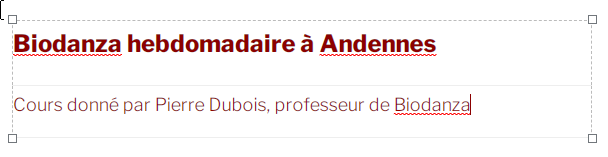 Biodanza hebdomadaire à Andennes
Cours donné par Pierre Dubois, professeur de Biodanza